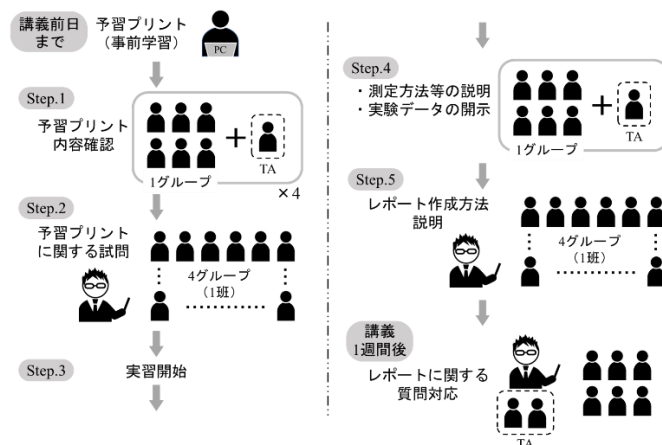 講義前日
まで
予習プリント
（事前学習）
PC
Step.1
予習プリント
内容確認
1グループ
TA
×4
Step.2
予習プリント
に関する試問
4グループ
（1班）
Step.3
実習開始
Step.4
・測定方法等の説明
・実験データの開示
1グループ
TA
Step.5
レポート作成方法
説明
4グループ
（1班）
講義
1週間後
レポートに関する
質問対応
TA